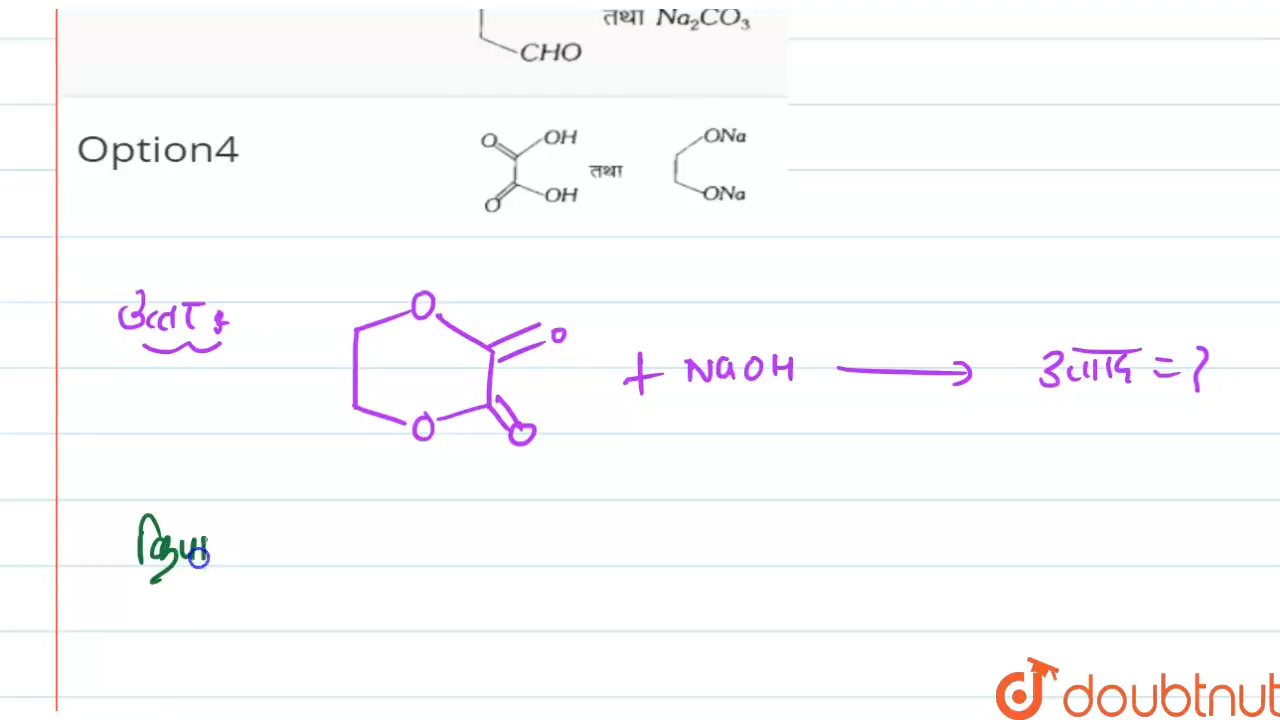 तथा Na₂CO₃
CHO
Option4
O OH
तथा
O OH
ONa
ONa
उत्तर :
O
O
O
O
+ NaOH → उत्पाद = ?
doubtnut